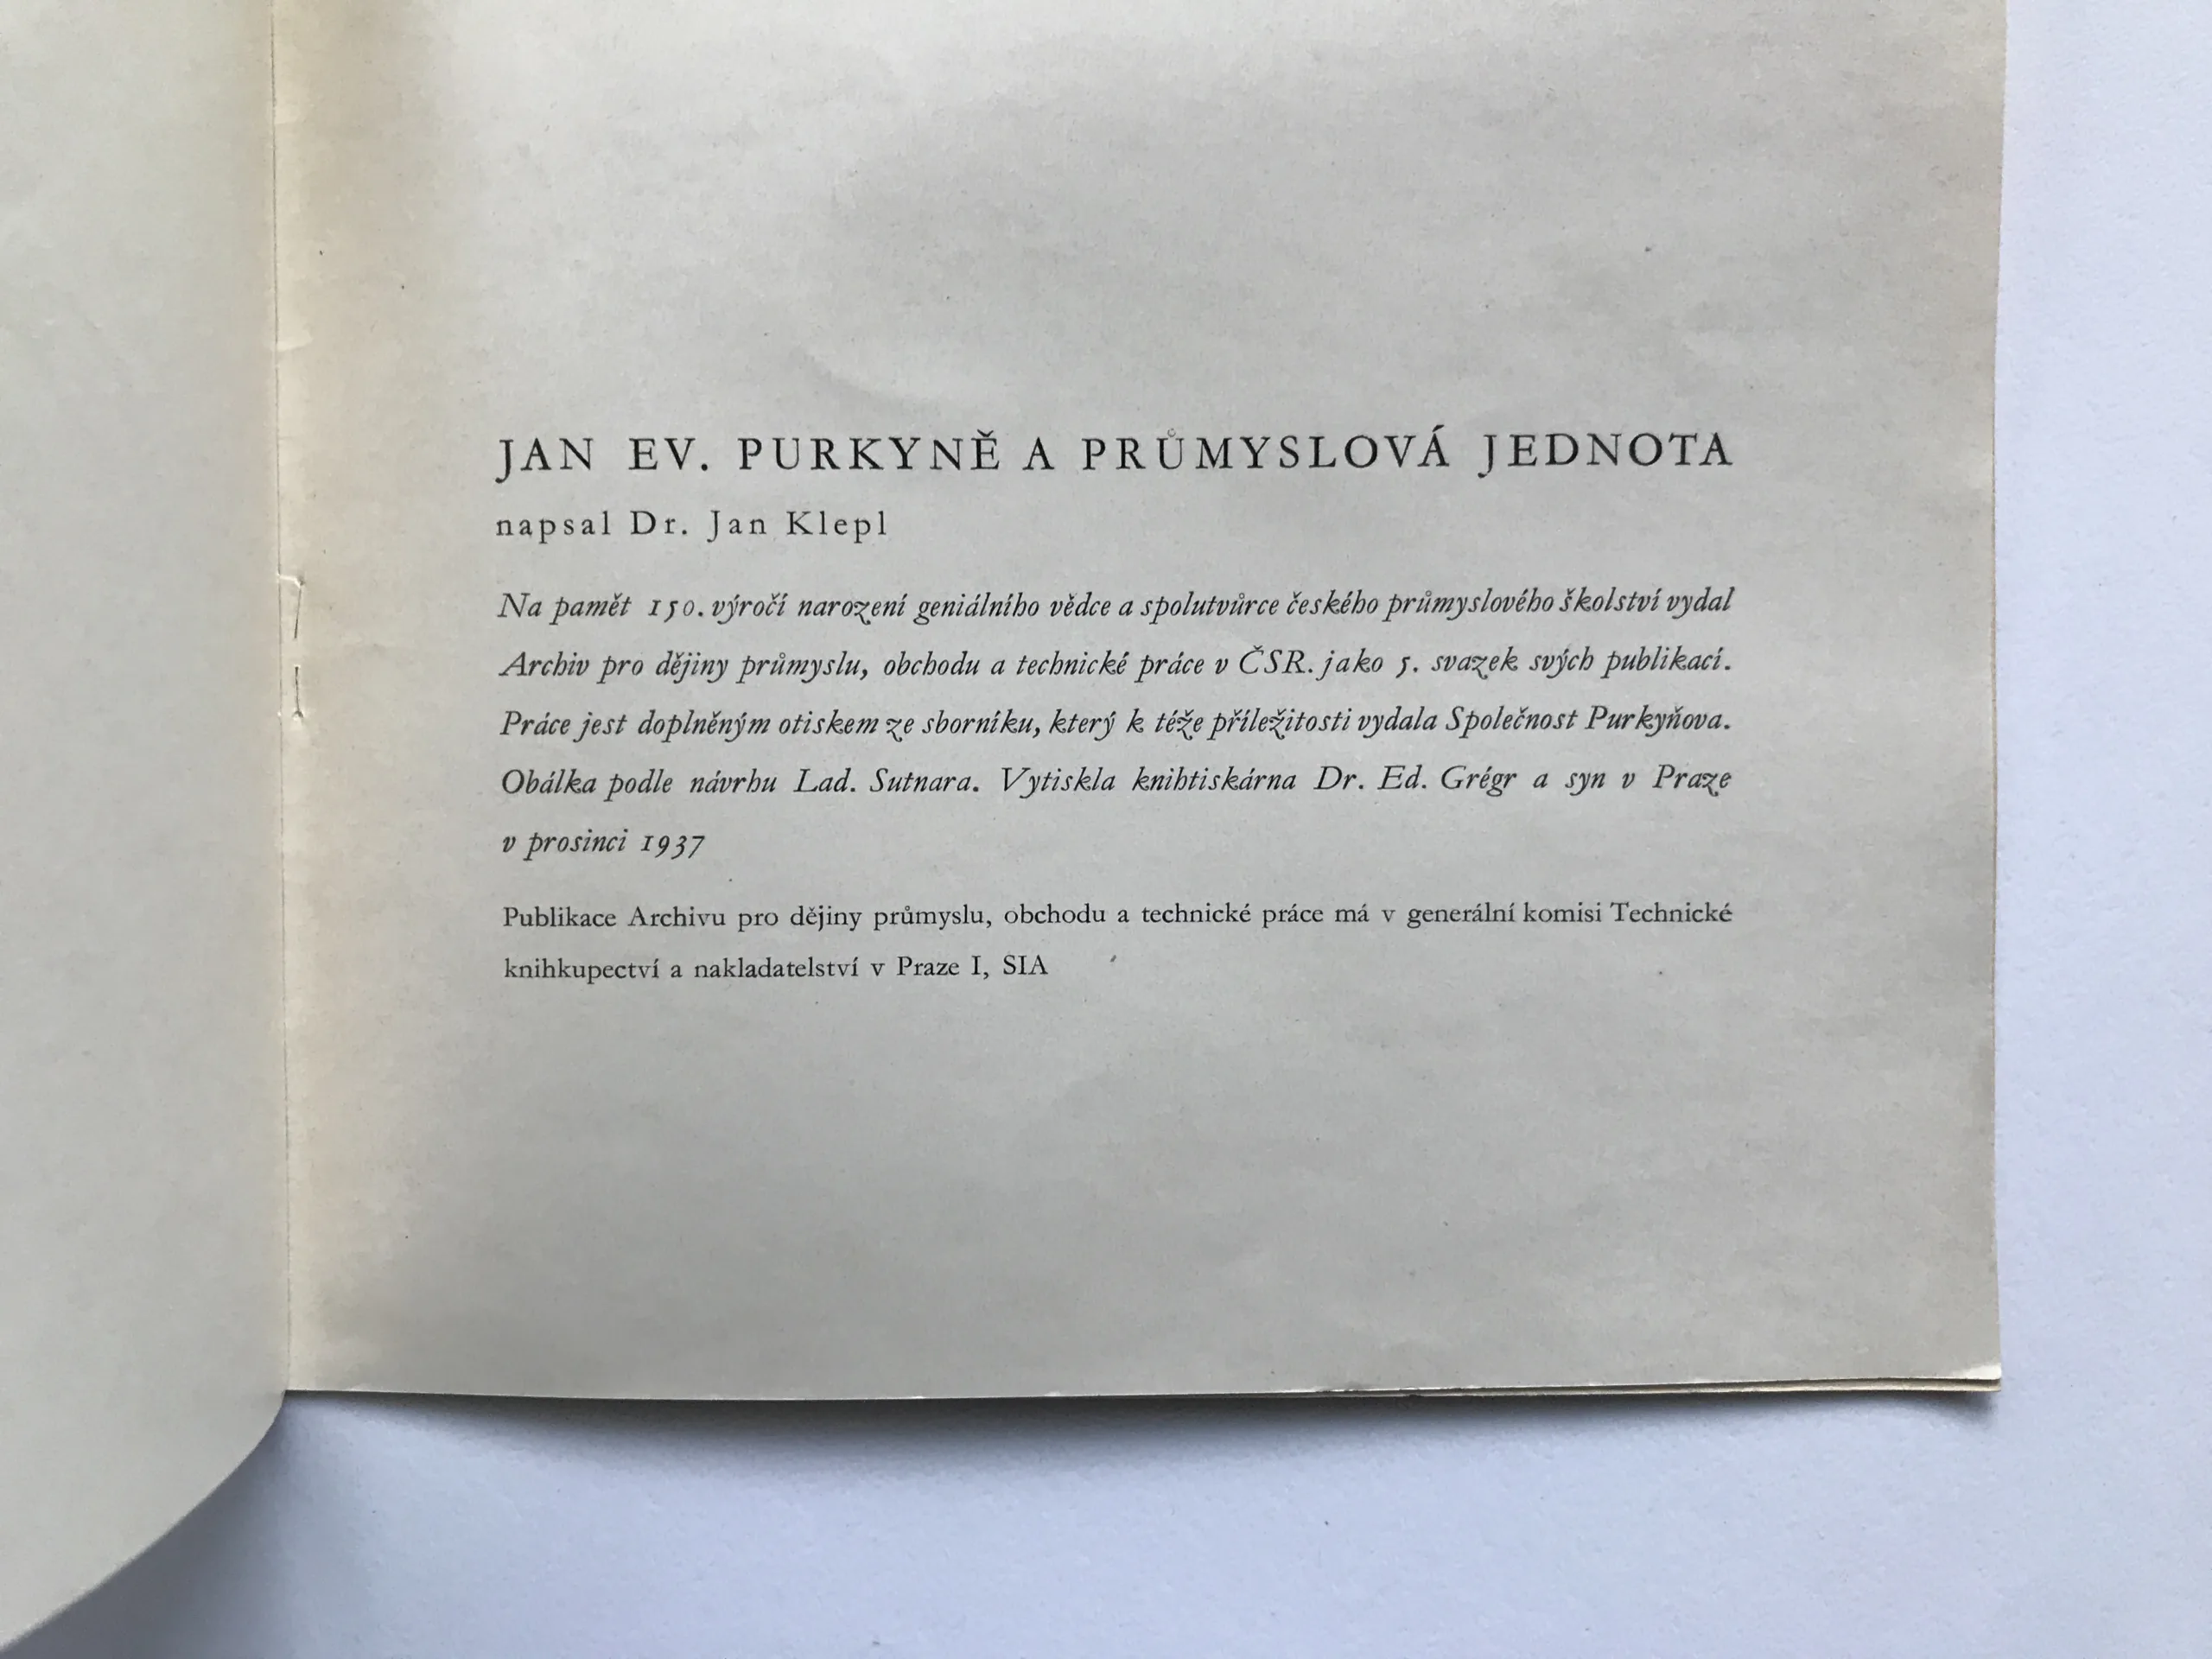 JAN EV. PURKYNĚ A PRŮMYSLOVÁ JEDNOTA
napsal Dr. Jan Klepl
Na pamět 150. výročí narození geniálního vědce a spolutvůrce českého průmyslového školství vydal
Archiv pro dějiny průmyslu, obchodu a technické práce v ČSR. jako 5. svazek svých publikací.
Práce jest doplněným otiskem ze sborníku, který k téže příležitosti vydala Společnost Purkyňova.
Obálka podle návrhu Lad. Sutnara. Vytiskla knihtiskárna Dr. Ed. Grégr a syn v Praze
v prosinci 1937
Publikace Archivu pro dějiny průmyslu, obchodu a technické práce má v generální komisi Technické
knihkupectví a nakladatelství v Praze I, SIA